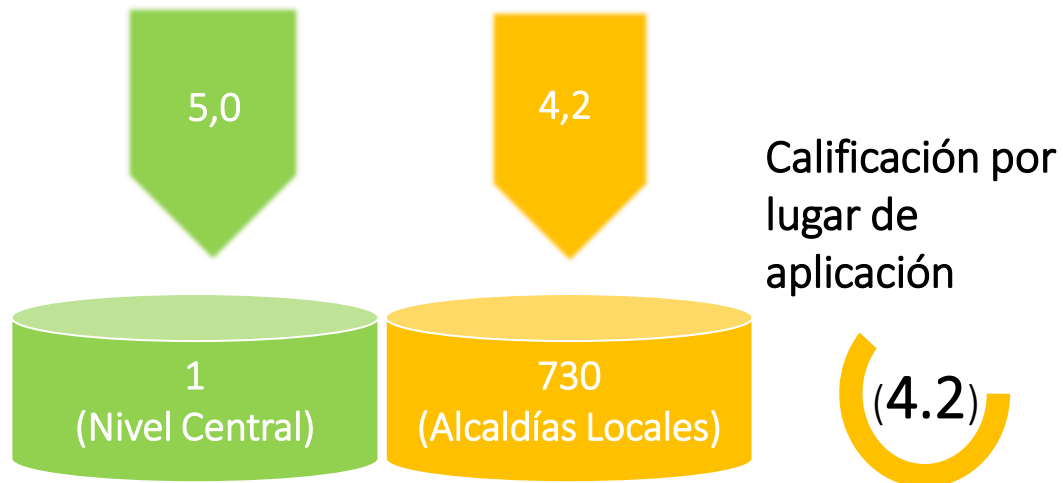 5,0
4,2
Calificación por
lugar de
aplicación
1
(Nivel Central)
730
(Alcaldías Locales)
(4.2)